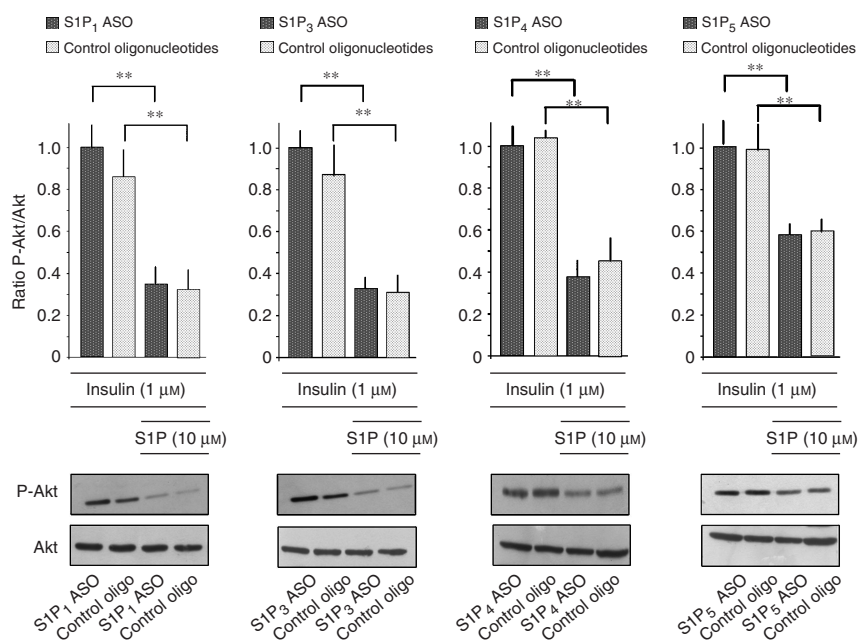 S1P1 ASO
Control oligonucleotides
S1P3 ASO
Control oligonucleotides
S1P4 ASO
Control oligonucleotides
S1P5 ASO
Control oligonucleotides
** ** ** ** ** ** ** **
Ratio P-Akt/Akt
1.0
0.8
0.6
0.4
0.2
0
1.0
0.8
0.6
0.4
0.2
0
1.0
0.8
0.6
0.4
0.2
0
1.0
0.8
0.6
0.4
0.2
0
Insulin (1 μM) Insulin (1 μM) Insulin (1 μM) Insulin (1 μM)
S1P (10 μM) S1P (10 μM) S1P (10 μM) S1P (10 μM)
P-Akt
Akt
S1P1 ASO
Control oligo
S1P1 ASO
Control oligo
S1P3 ASO
Control oligo
S1P3 ASO
Control oligo
S1P4 ASO
Control oligo
S1P4 ASO
Control oligo
S1P5 ASO
Control oligo
S1P5 ASO
Control oligo